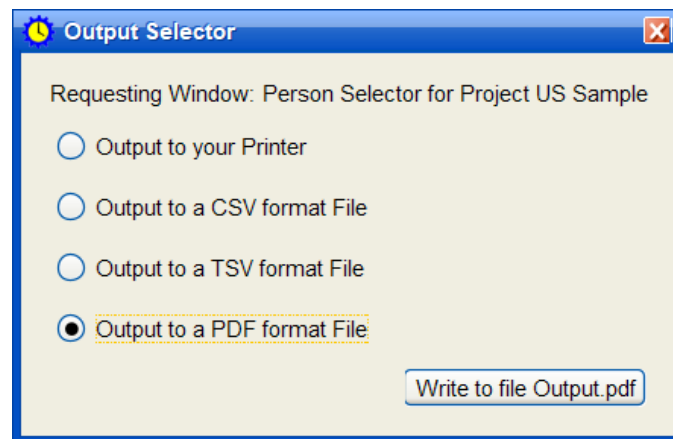 Output Selector
Requesting Window: Person Selector for Project US Sample
Output to your Printer
Output to a CSV format File
Output to a TSV format File
Output to a PDF format File
Write to file Output.pdf